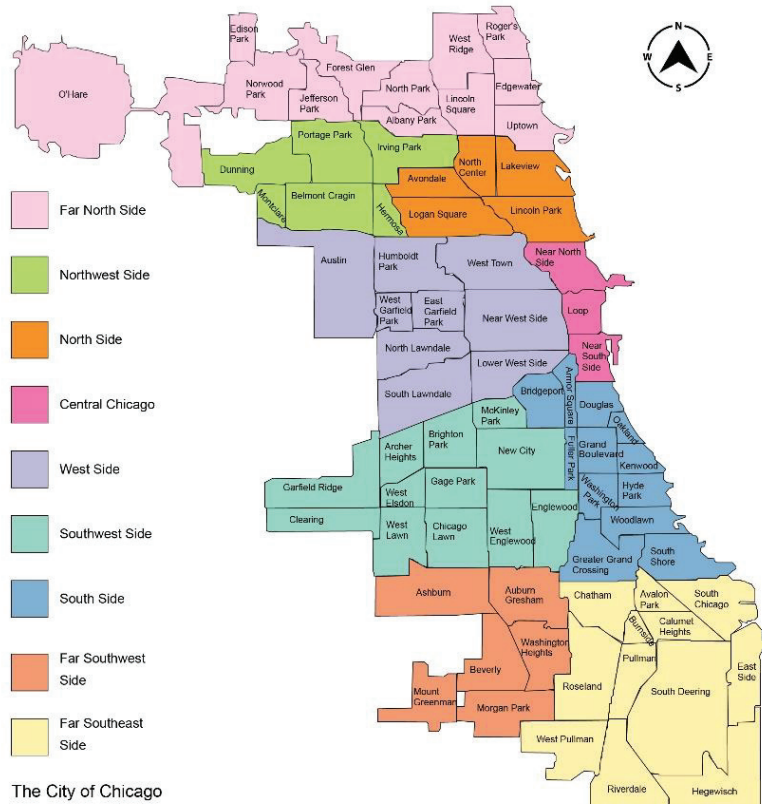 Edison
Park
Roger's
Park
West
Ridge
N
W
E
S
O'Hare
Norwood
Park
Forest Glen
Jefferson
Park
North Park
Lincoln
Square
Edgewater
Albany Park
Uptown
Portage Park
Irving Park
Dunning
North
Center
Lakeview
Avondale
Montclare
Belmont Cragin
Hermosa
Logan Square
Lincoln Park
Far North Side
Northwest Side
North Side
Central Chicago
West Side
Southwest Side
South Side
Far Southwest
Side
Far Southeast
Side
The City of Chicago
Austin
Humboldt
Park
West Town
Near North
Side
West
Garfield
Park
East
Garfield
Park
Near West Side
Loop
North Lawndale
Near
South
Side
Lower West Side
South Lawndale
Bridgeport
Armor Square
Douglas
McKinley
Park
Oakland
Brighton
Park
Archer
Heights
New City
Fuller Park
Grand
Boulevard
Kenwood
Garfield Ridge
West
Elsdon
Gage Park
Washington
Park
Hyde
Park
Clearing
West
Lawn
Chicago
Lawn
West
Englewood
Englewood
Woodlawn
Greater Grand
Crossing
South
Shore
Ashburn
Auburn
Gresham
Chatham
Avalon
Park
South
Chicago
Burnside
Calumet
Heights
Washington
Heights
Beverly
Pullman
East
Side
Mount
Greenman
Roseland
South Deering
Morgan Park
West Pullman
Riverdale
Hegewisch